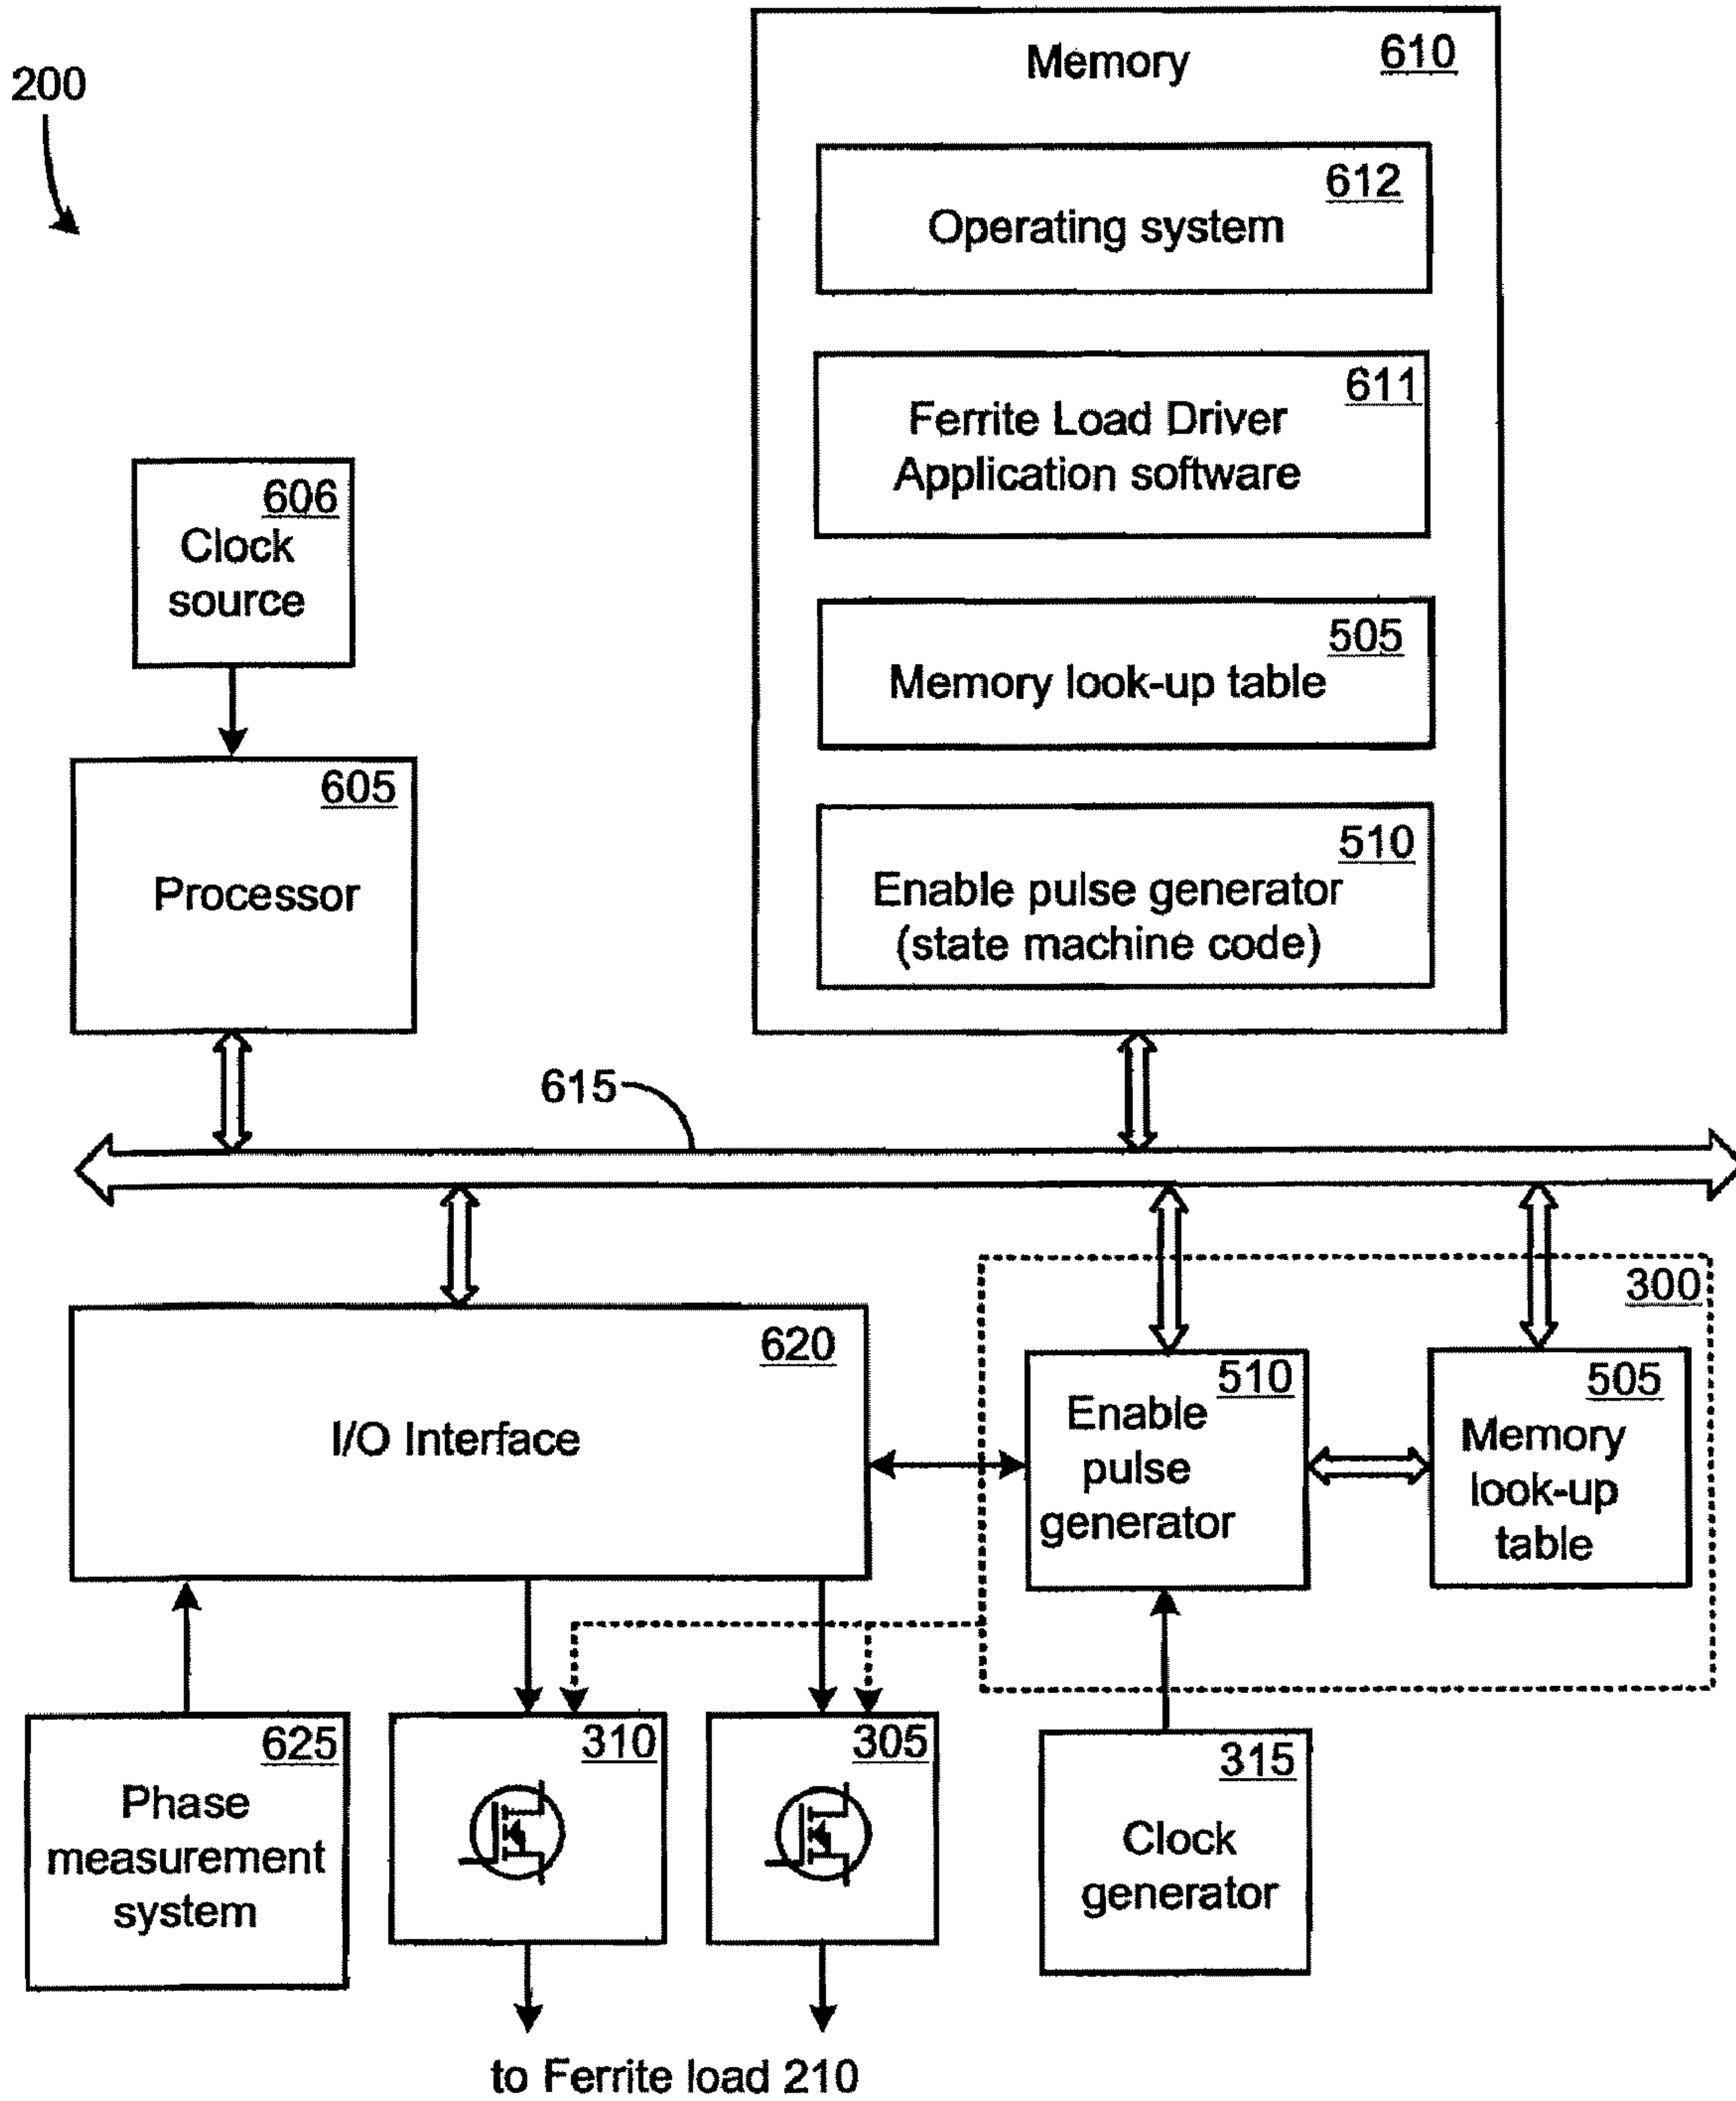 200
Memory 610
612
Operating system
611
Ferrite Load Driver
Application software
505
Memory look-up table
510
Enable pulse generator
(state machine code)
606
Clock
source
605
Processor
615
300
620
I/O Interface
510
Enable
pulse
generator
505
Memory
look-up
table
625
Phase
measurement
system
310
305
315
Clock
generator
to Ferrite load 210